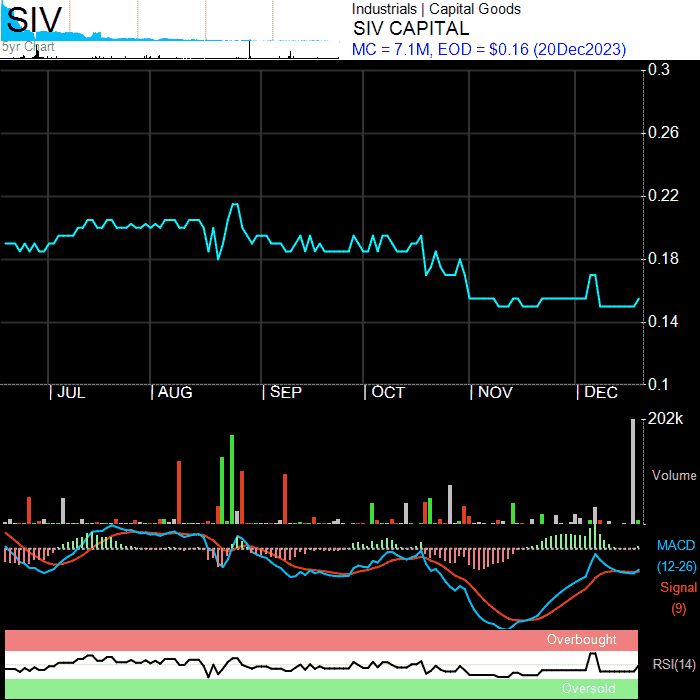 SIV
5yr Chart
Industrials | Capital Goods
SIV CAPITAL
MC = 7.1M, EOD = $0.16 (20Dec2023)
0.3
0.26
0.22
0.18
0.14
0.1
| JUL | AUG | SEP | OCT | NOV | DEC
202k
Volume
MACD
(12-26)
Signal
(9)
Overbought
RSI(14)
Oversold